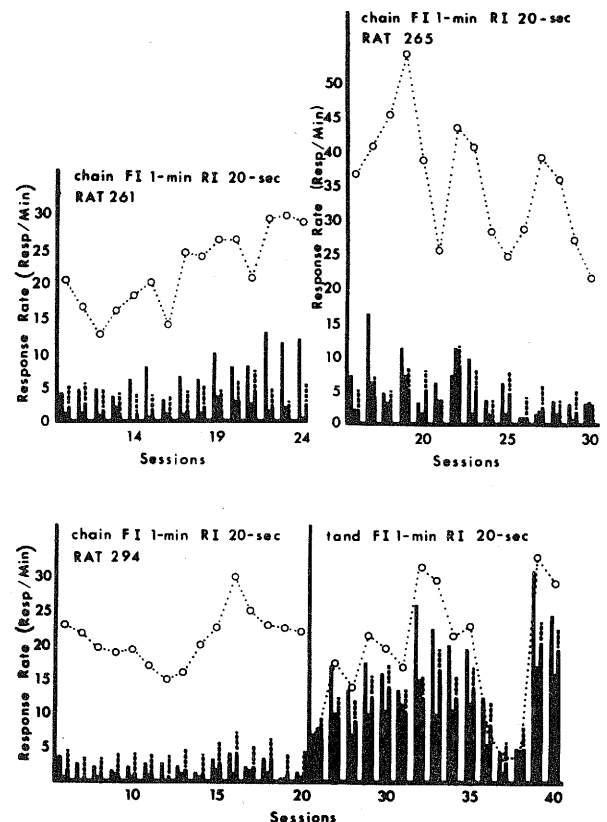 chain FI 1-min RI 20-sec
RAT 265
Response Rate (Resp/Min)
50
45
40
35
30
25
20
15
10
5
0
20 25 30
Sessions
chain FI 1-min RI 20-sec
RAT 261
Response Rate (Resp/Min)
30
25
20
15
10
5
0
14 19 24
Sessions
chain FI 1-min RI 20-sec
RAT 294
tand FI 1-min RI 20-sec
Response Rate (Resp/Min)
30
25
20
15
10
5
10 15 20 25 30 35 40
Sessions Sessions